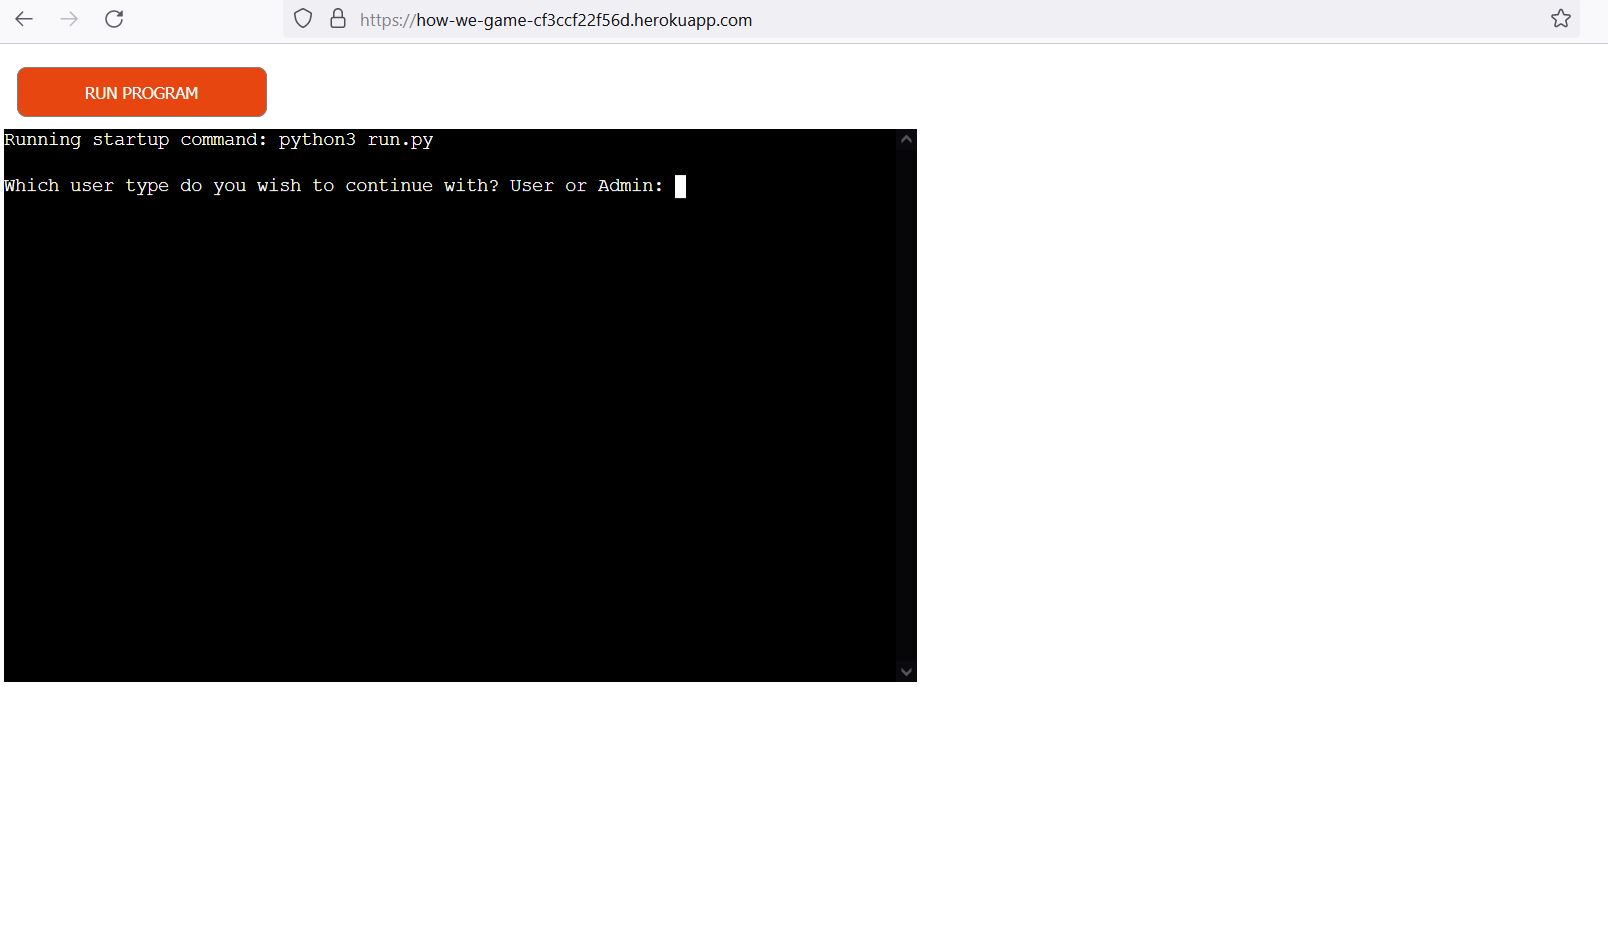 https://how-we-game-cf3ccf22f56d.herokuapp.com
RUN PROGRAM
Running startup command: python3 run.py
Which user type do you wish to continue with? User or Admin: